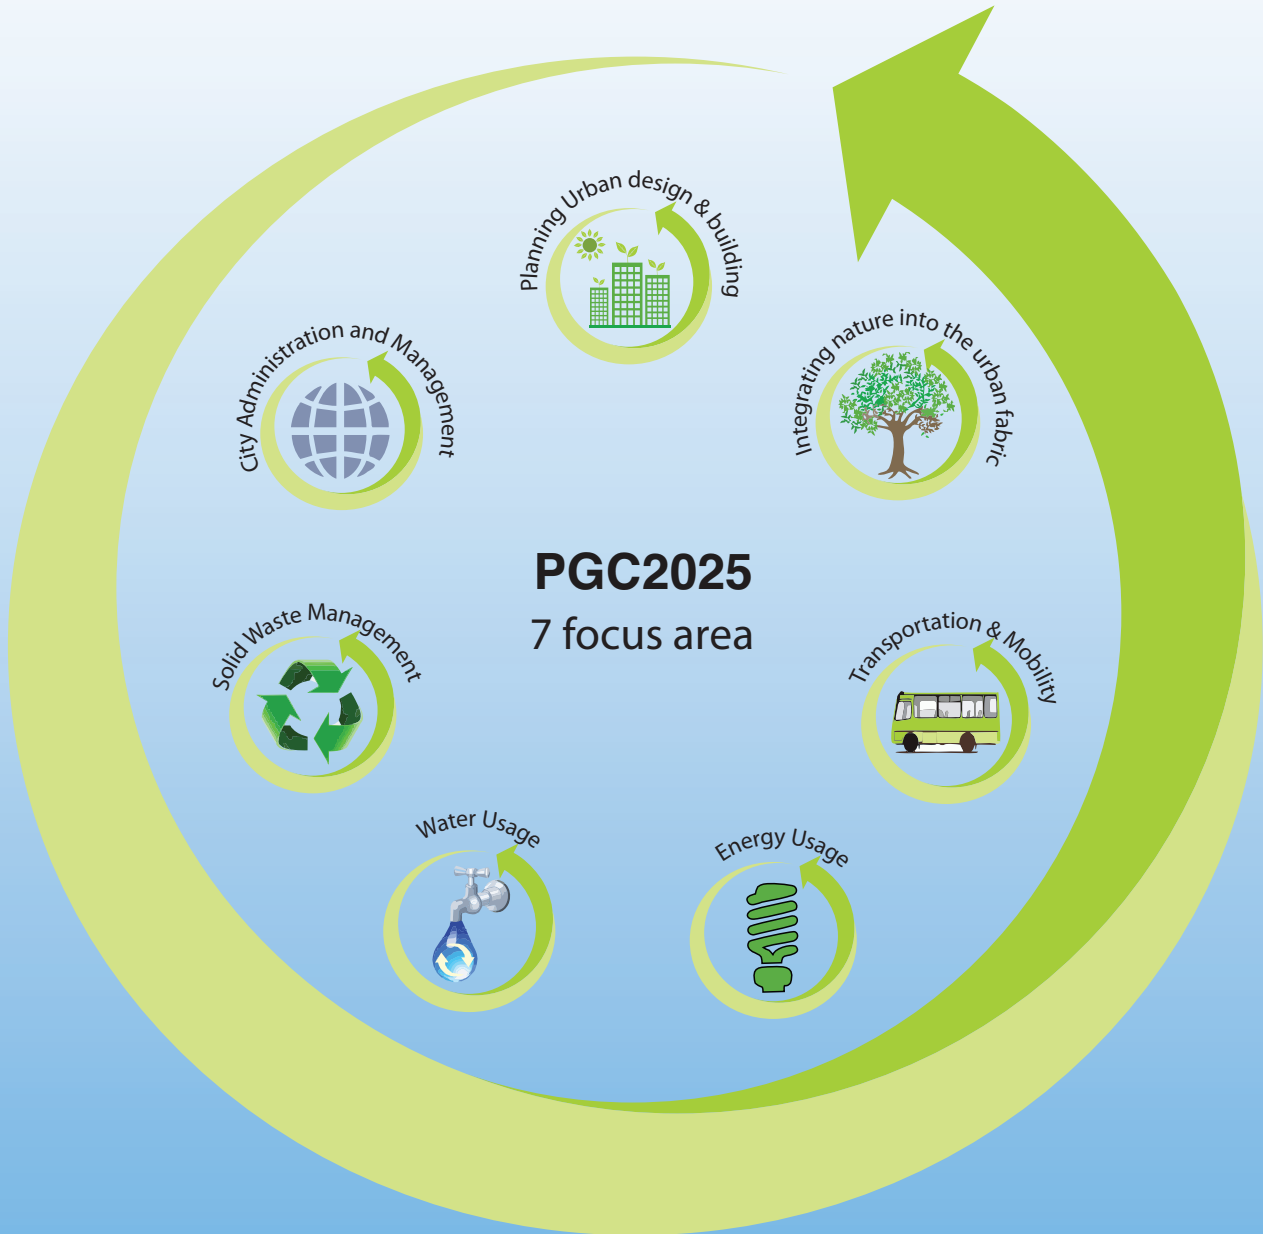 Planning Urban design & building
City Administration and Management
Integrating nature into the urban fabric
PGC2025
7 focus area
Solid Waste Management
Transportation & Mobility
Water Usage
Energy Usage